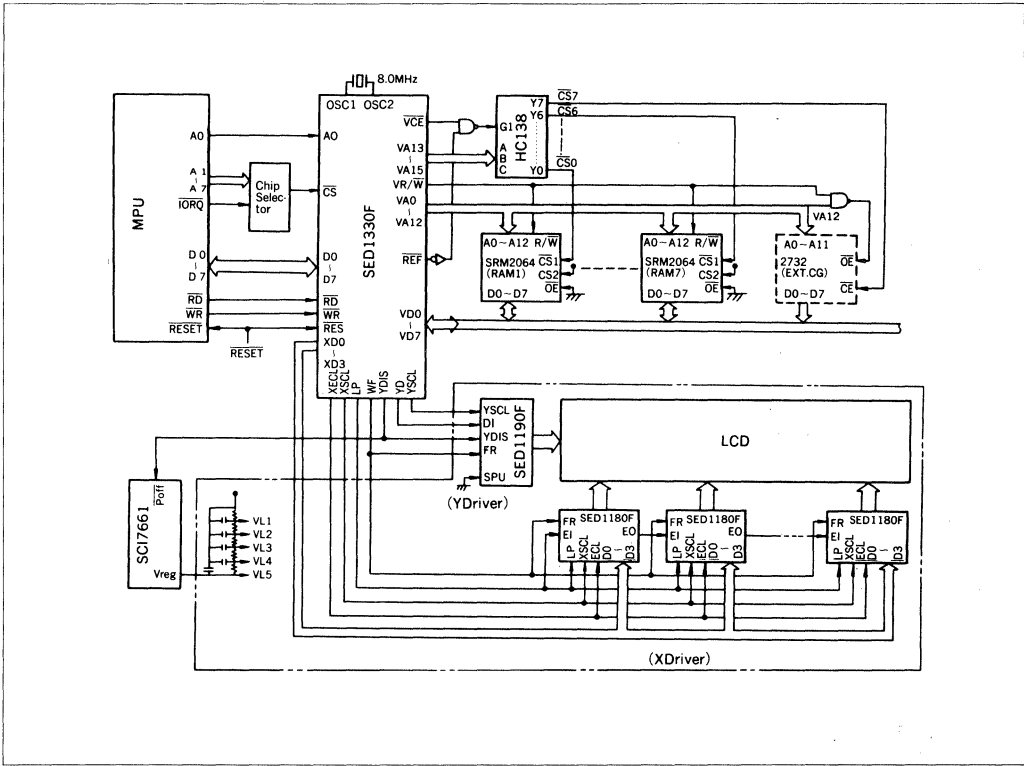 8.0MHz
OSC1 OSC2
MPU
A0
A1
~
A7
IORQ
D0
~
D7
RD
WR
RESET
RESET
Chip
Selec-
tor
SED1330F
A0
CS
D0
~
D7
RD
WR
RES
XD0
~
XD3
XECL
XSCL
LP
WF
YDIS
YD
YSCL
VCE
VA13
~
VA15
VR/W
VA0
~
VA12
REF
VD0
~
VD7
HC138
G1
A
B
C
Y7
Y6
Y0
CS7
CS6
CS0
A0~A12 R/W
SRM2064
(RAM1)
CS1
CS2
OE
D0~D7
A0~A12 R/W
SRM2064
(RAM7)
CS1
CS2
OE
D0~D7
VA12
A0~A11
2732
(EXT.CG)
OE
CE
D0~D7
YSCL
DI
YDIS
FR
SPU
SED1190F
(YDriver)
LCD
SCI7661
Poff
Vreg
VL1
VL2
VL3
VL4
VL5
SED1180F
FR
EI
EO
LP
XSCL
ECL
D0
~
D3
SED1180F
FR
EI
EO
LP
XSCL
ECL
D0
~
D3
SED1180F
FR
EI
LP
XSCL
ECL
D0
~
D3
(XDriver)